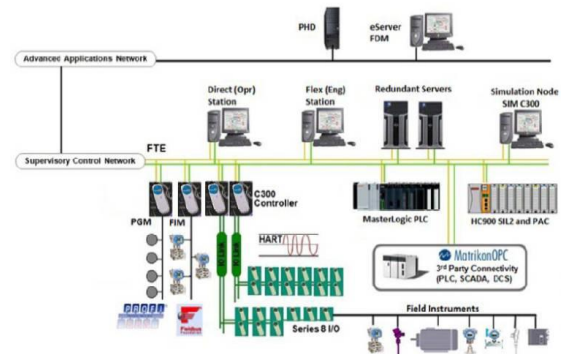 PHD
eServer
FDM
Advanced Applications Network
Direct (Opr)
Station
Flex (Eng)
Station
Redundant Servers
Simulation Node
SIM C300
FTE
Supervisory Control Network
C300
Controller
PGM
FIM
MasterLogic PLC
HC900 SIL2 and PAC
HART
MatrikonOPC
3rd Party Connectivity
(PLC, SCADA, DCS)
PROFI
Fieldbus
Series 8 I/O
Field Instruments